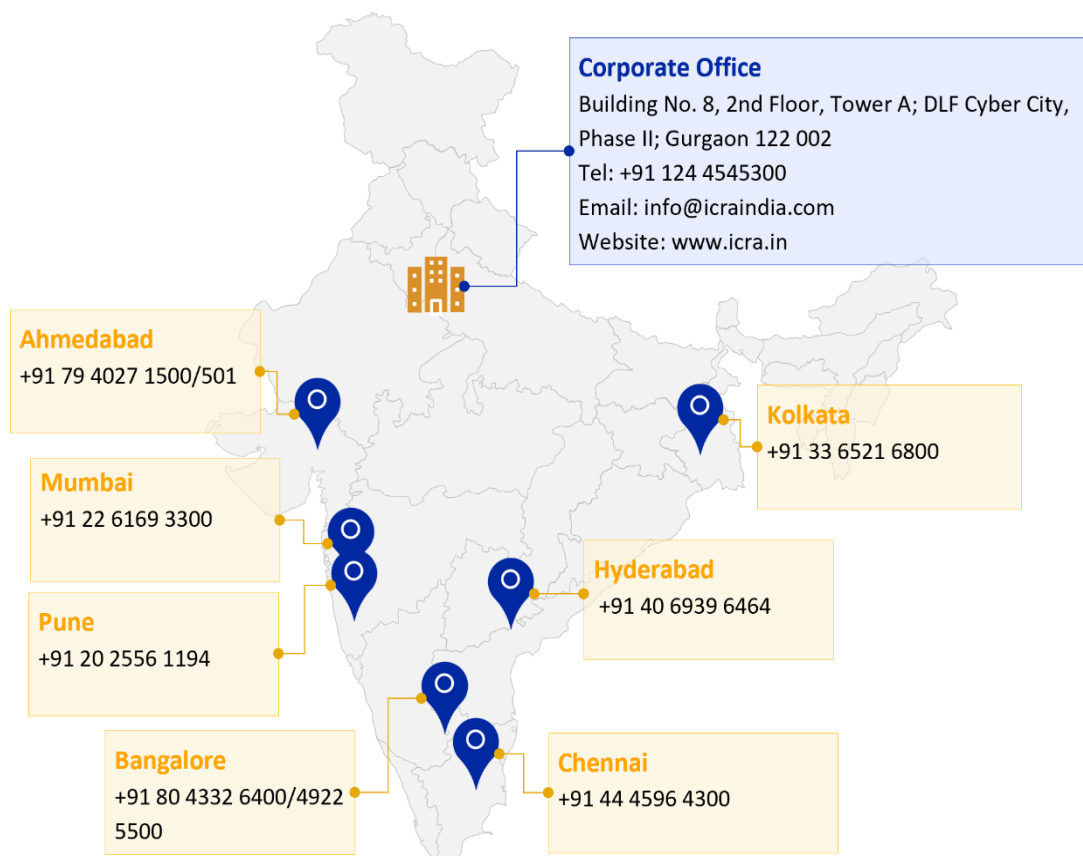 Corporate Office
Building No. 8, 2nd Floor, Tower A; DLF Cyber City,
Phase II; Gurgaon 122 002
Tel: +91 124 4545300
Email: info@icraindia.com
Website: www.icra.in
Ahmedabad
+91 79 4027 1500/501
Kolkata
+91 33 6521 6800
Mumbai
+91 22 6169 3300
Hyderabad
+91 40 6939 6464
Pune
+91 20 2556 1194
Bangalore
+91 80 4332 6400/4922
5500
Chennai
+91 44 4596 4300